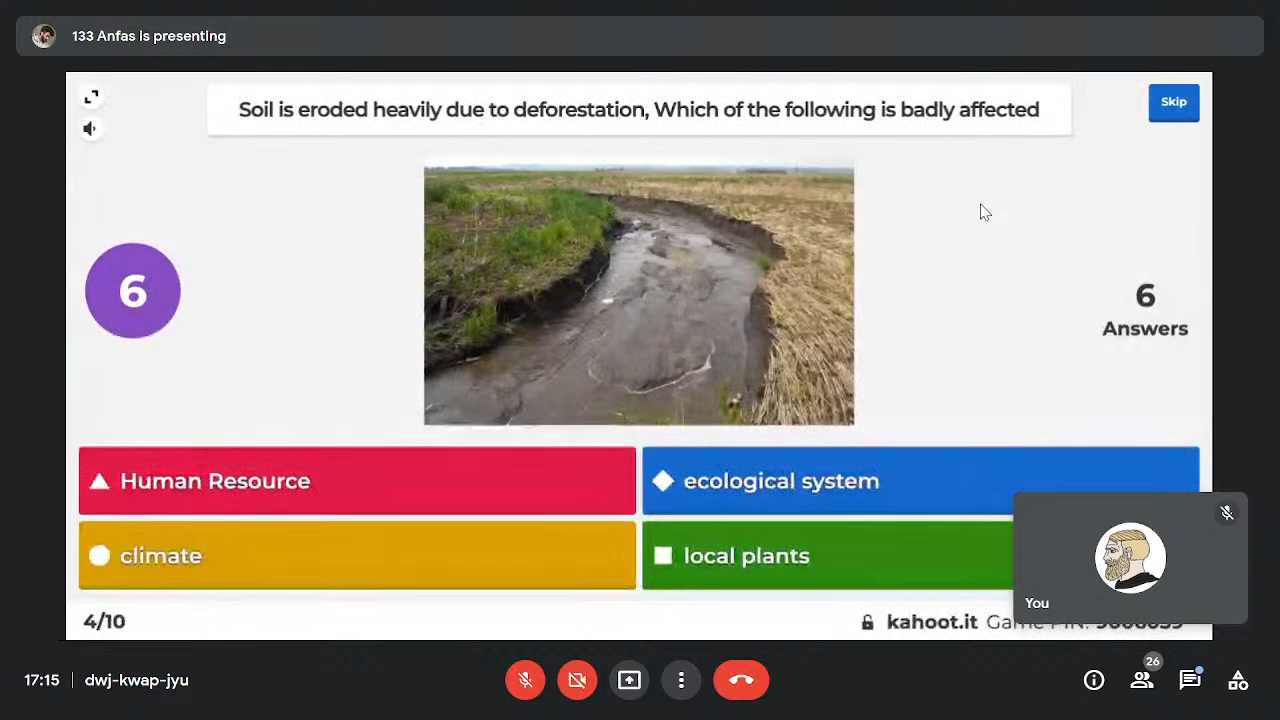 133 Anfas is presenting
Soil is eroded heavily due to deforestation, Which of the following is badly affected
Skip
6
6
Answers
Human Resource
ecological system
climate
local plants
You
4/10
kahoot.it Game PIN:
17:15 | dwj-kwap-jyu
26